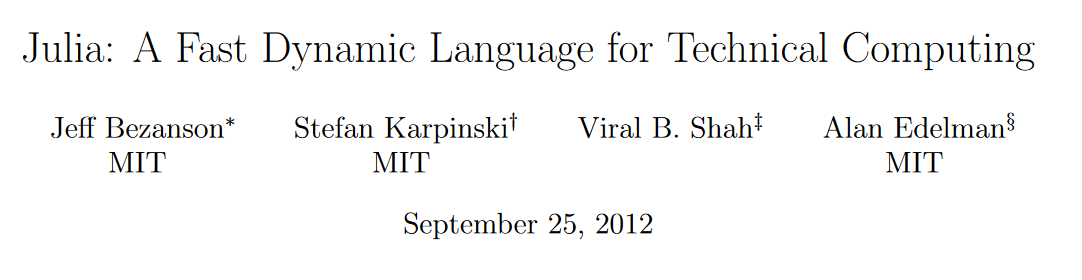 Julia: A Fast Dynamic Language for Technical Computing
Jeff Bezanson* Stefan Karpinski† Viral B. Shah‡ Alan Edelman§
MIT MIT MIT
September 25, 2012